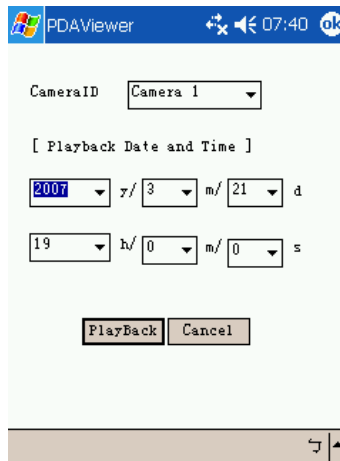 PDAViewer 07:40 ok
CameraID Camera 1
[ Playback Date and Time ]
2007 y/ 3 m/ 21 d
19 h/ 0 m/ 0 s
PlayBack Cancel
ㄅ